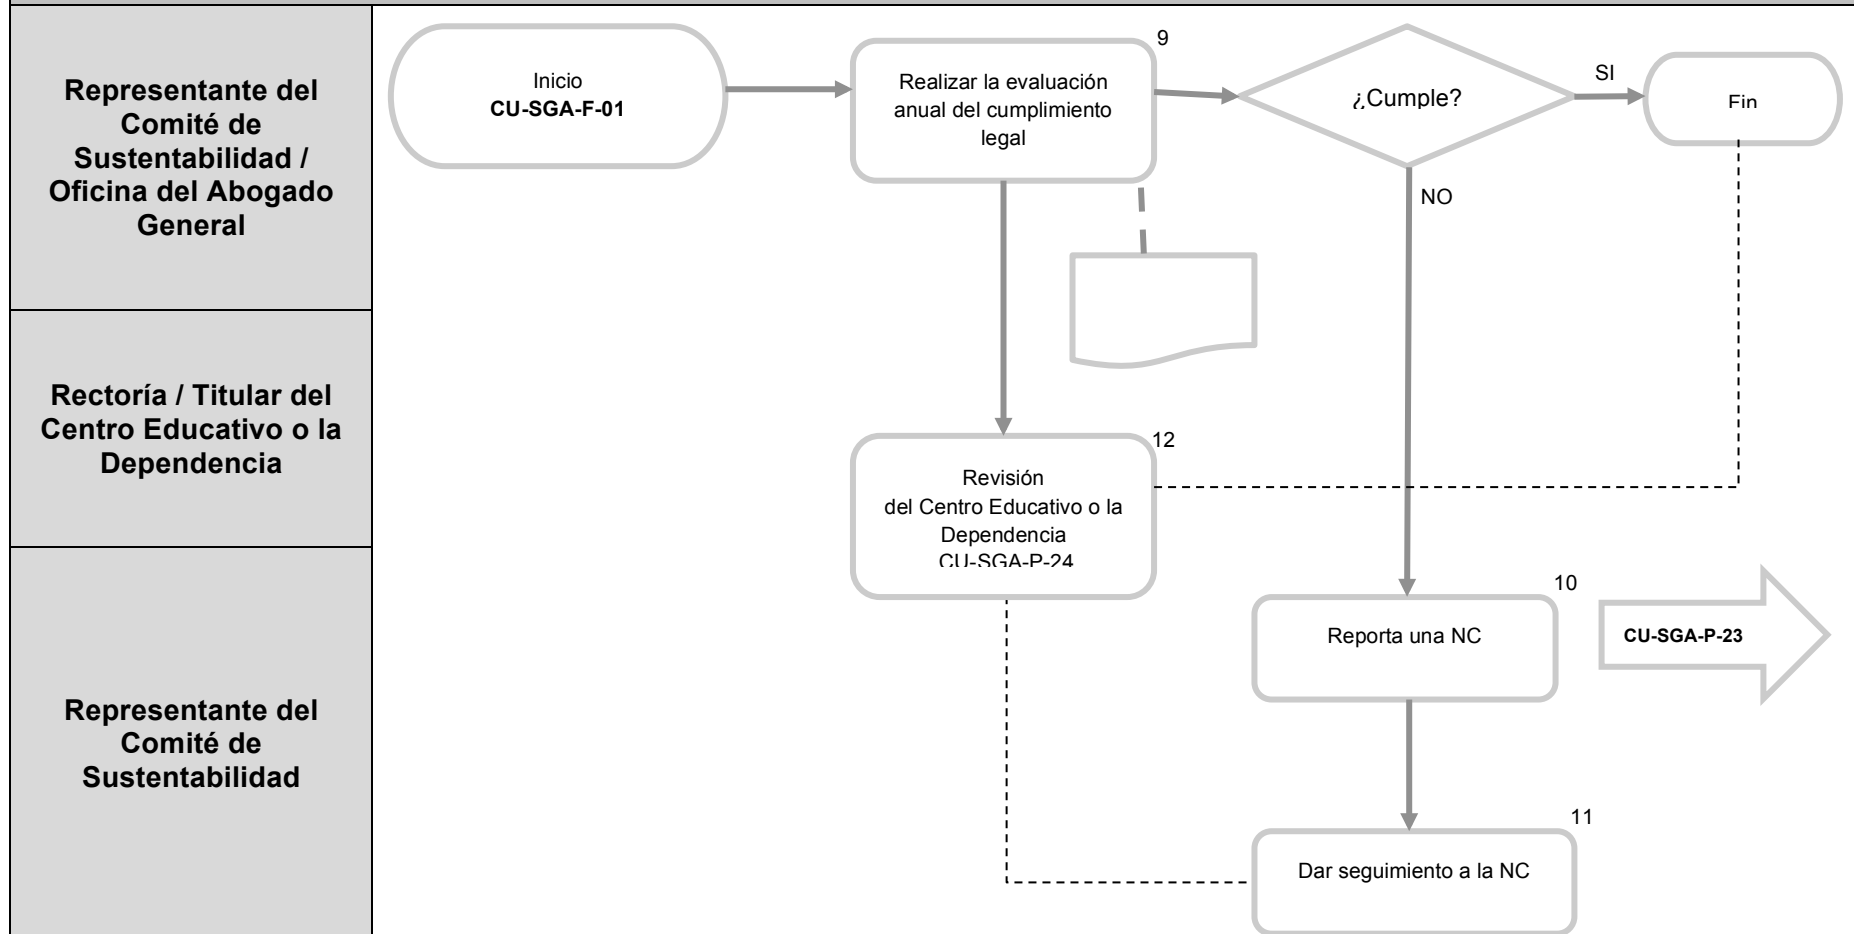 Representante del
Comité de
Sustentabilidad /
Oficina del Abogado
General
Inicio
CU-SGA-F-01
9
Realizar la evaluación
anual del cumplimiento
legal
¿Cumple?
SI
Fin
NO
Rectoría / Titular del
Centro Educativo o la
Dependencia
12
Revisión
del Centro Educativo o la
Dependencia
CU-SGA-P-24
Representante del
Comité de
Sustentabilidad
10
Reporta una NC
CU-SGA-P-23
11
Dar seguimiento a la NC